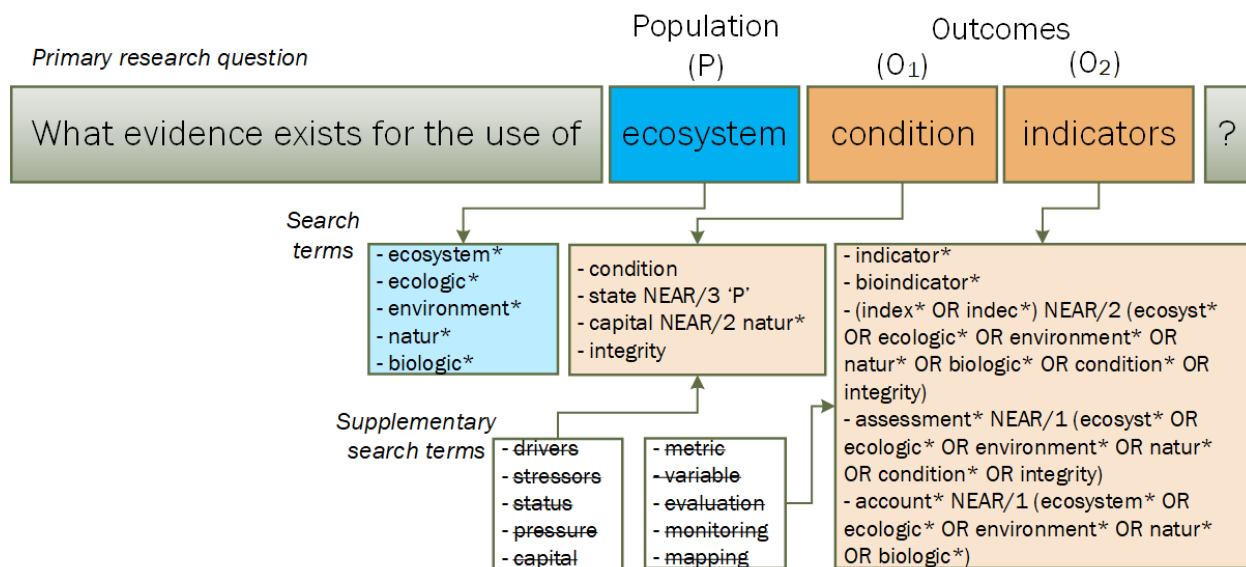 Primary research question
Population
(P)
Outcomes
(O₁)
(O₂)
What evidence exists for the use of
ecosystem
condition
indicators
?
Search
terms
- ecosystem*
- ecologic*
- environment*
- natur*
- biologic*
- condition
- state NEAR/3 ‘P’
- capital NEAR/2 natur*
- integrity
- indicator*
- bioindicator*
- (index* OR indec*) NEAR/2 (ecosyst*
OR ecologic* OR environment* OR
natur* OR biologic* OR condition* OR
integrity)
- assessment* NEAR/1 (ecosyst* OR
ecologic* OR environment* OR natur*
OR condition* OR integrity)
- account* NEAR/1 (ecosystem* OR
ecologic* OR environment* OR natur*
OR biologic*)
Supplementary
search terms
- drivers
- stressors
- status
- pressure
- capital
- metric
- variable
- evaluation
- monitoring
- mapping